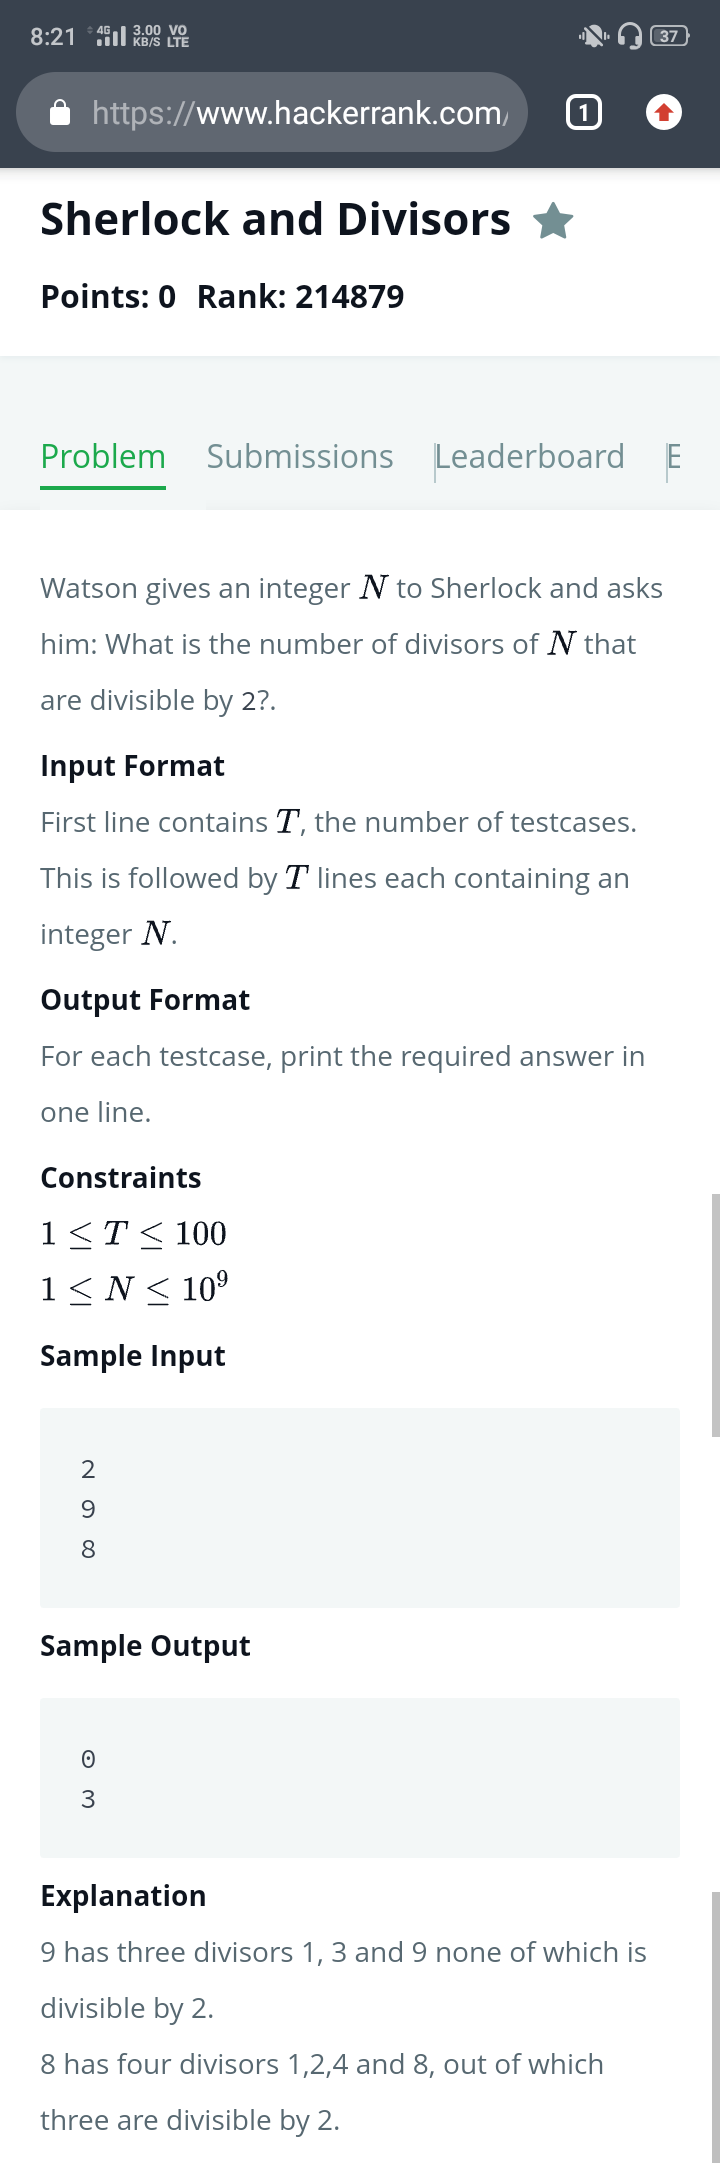 8:21 4G 3.00 KB/S VO LTE 37
https://www.hackerrank.com/ 1
Sherlock and Divisors
Points: 0 Rank: 214879
Problem Submissions Leaderboard E
Watson gives an integer N to Sherlock and asks
him: What is the number of divisors of N that
are divisible by 2?.
Input Format
First line contains T, the number of testcases.
This is followed by T lines each containing an
integer N.
Output Format
For each testcase, print the required answer in
one line.
Constraints
1 ≤ T ≤ 100
1 ≤ N ≤ 10⁹
Sample Input
2
9
8
Sample Output
0
3
Explanation
9 has three divisors 1, 3 and 9 none of which is
divisible by 2.
8 has four divisors 1,2,4 and 8, out of which
three are divisible by 2.